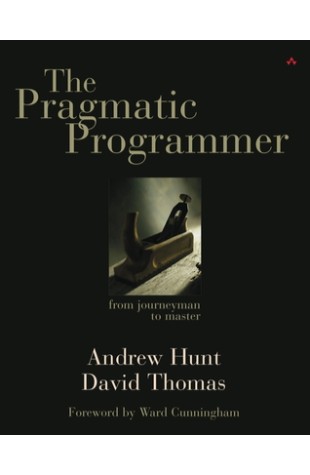 The
Pragmatic
Programmer
from journeyman
to master
Andrew Hunt
David Thomas
Foreword by Ward Cunningham